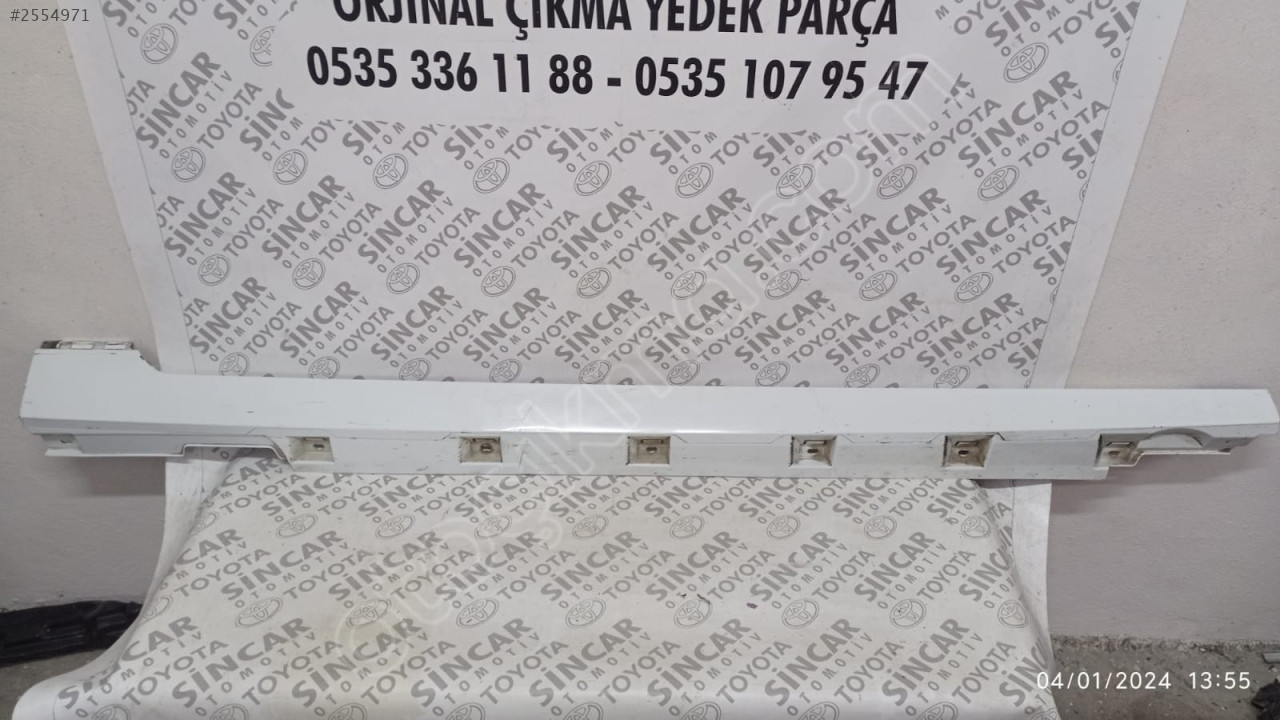 #2554971
ORJİNAL ÇIKMA YEDEK PARÇA
0535 336 11 88 - 0535 107 95 47
SİNCAR
OTOMOTİV
TOYOTA
04/01/2024 13:55